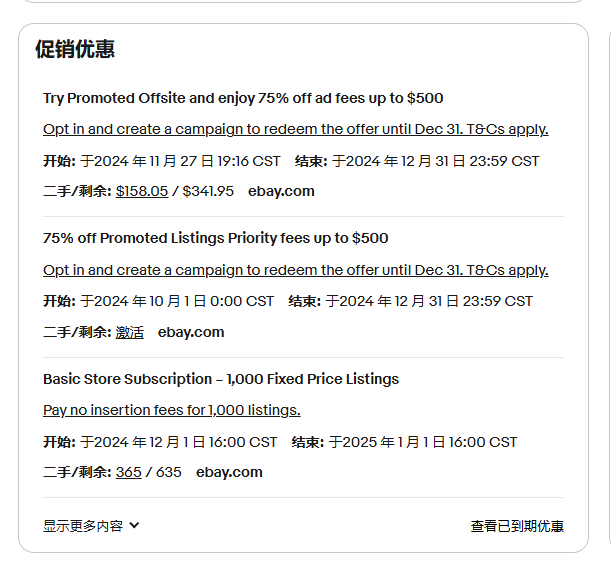 促销优惠
Try Promoted Offsite and enjoy 75% off ad fees up to $500
Opt in and create a campaign to redeem the offer until Dec 31. T&Cs apply.
开始: 于2024 年 11 月 27 日 19:16 CST 结束: 于2024 年 12 月 31 日 23:59 CST
二手/剩余: $158.05 / $341.95 ebay.com
75% off Promoted Listings Priority fees up to $500
Opt in and create a campaign to redeem the offer until Dec 31. T&Cs apply.
开始: 于2024 年 10 月 1 日 0:00 CST 结束: 于2024 年 12 月 31 日 23:59 CST
二手/剩余: 激活 ebay.com
Basic Store Subscription – 1,000 Fixed Price Listings
Pay no insertion fees for 1,000 listings.
开始: 于2024 年 12 月 1 日 16:00 CST 结束: 于2025 年 1 月 1 日 16:00 CST
二手/剩余: 365 / 635 ebay.com
显示更多内容 查看已到期优惠